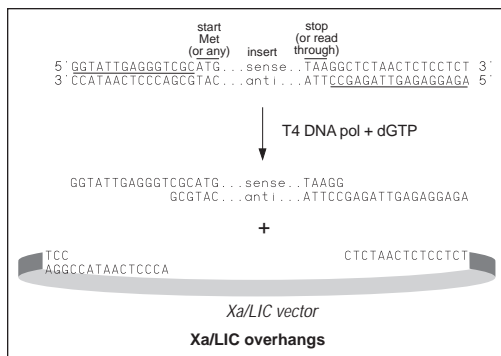 start
Met
(or any)
insert
stop
(or read
through)
5' GGTATTGAGGGTCGCATG...sense..TAAGGCTCTAACTCTCCTCT 3'
3' CCATAACTCCCAGCGTAC...anti...ATTCCGAGATTGAGAGGAGA 5'
T4 DNA pol + dGTP
GGTATTGAGGGTCGCATG...sense..TAAGG
GCGTAC...anti...ATTCCGAGATTGAGAGGAGA
+
TCC CTCTAACTCTCCTCT
AGGCCATAACTCCCA
Xa/LIC vector
Xa/LIC overhangs